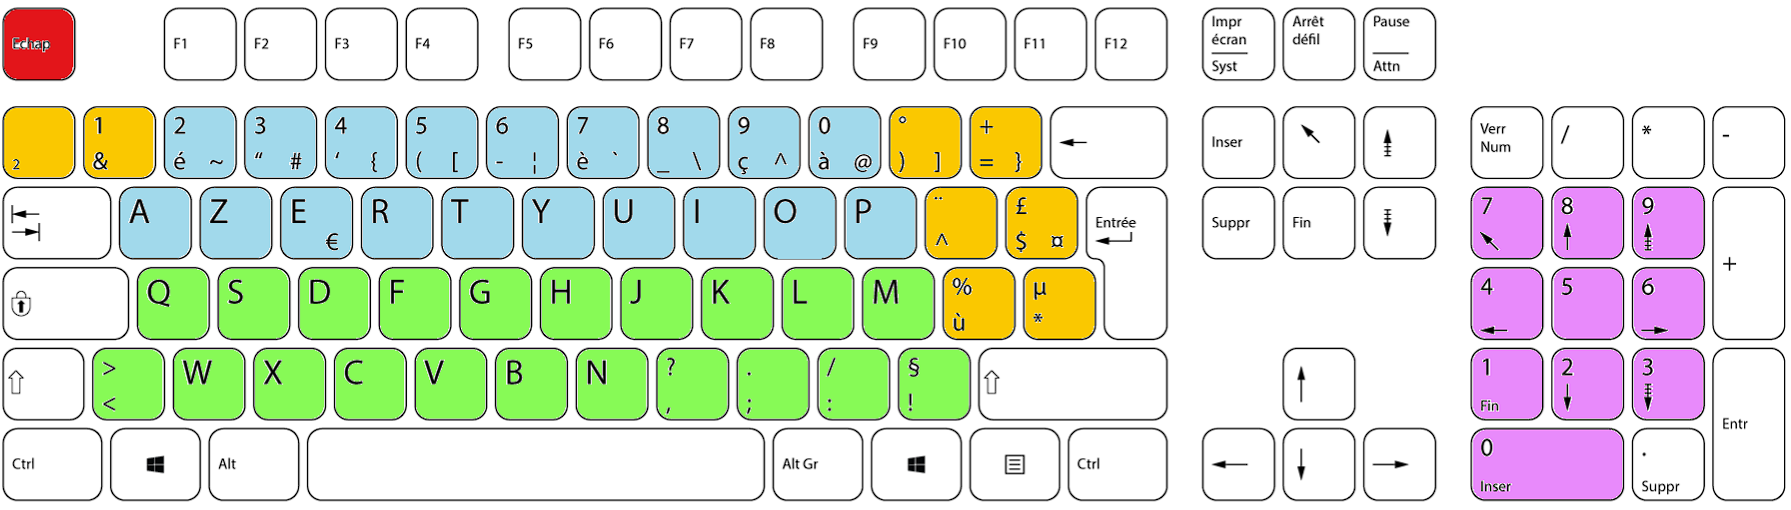 Echap F1 F2 F3 F4 F5 F6 F7 F8 F9 F10 F11 F12 Impr écran Syst Arrêt défil Pause Attn
2
1 &
2 é ~
3 “ #
4 ‘ {
5 ( [
6 - ¦
7 è `
8 _ \
9 ç ^
0 à @
° ) ]
+ = }
Inser
Verr Num
/ * -
A Z E € R T Y U I O P
¨ ^
£ $ ¤
Entrée
Suppr Fin
7 8 9 +
Q S D F G H J K L M
% ù
µ *
4 5 6
> <
W X C V B N
? ,
. ;
/ :
§ !
1 Fin
2 3
Entr
Ctrl Alt Alt Gr Ctrl
0 Inser
. Suppr